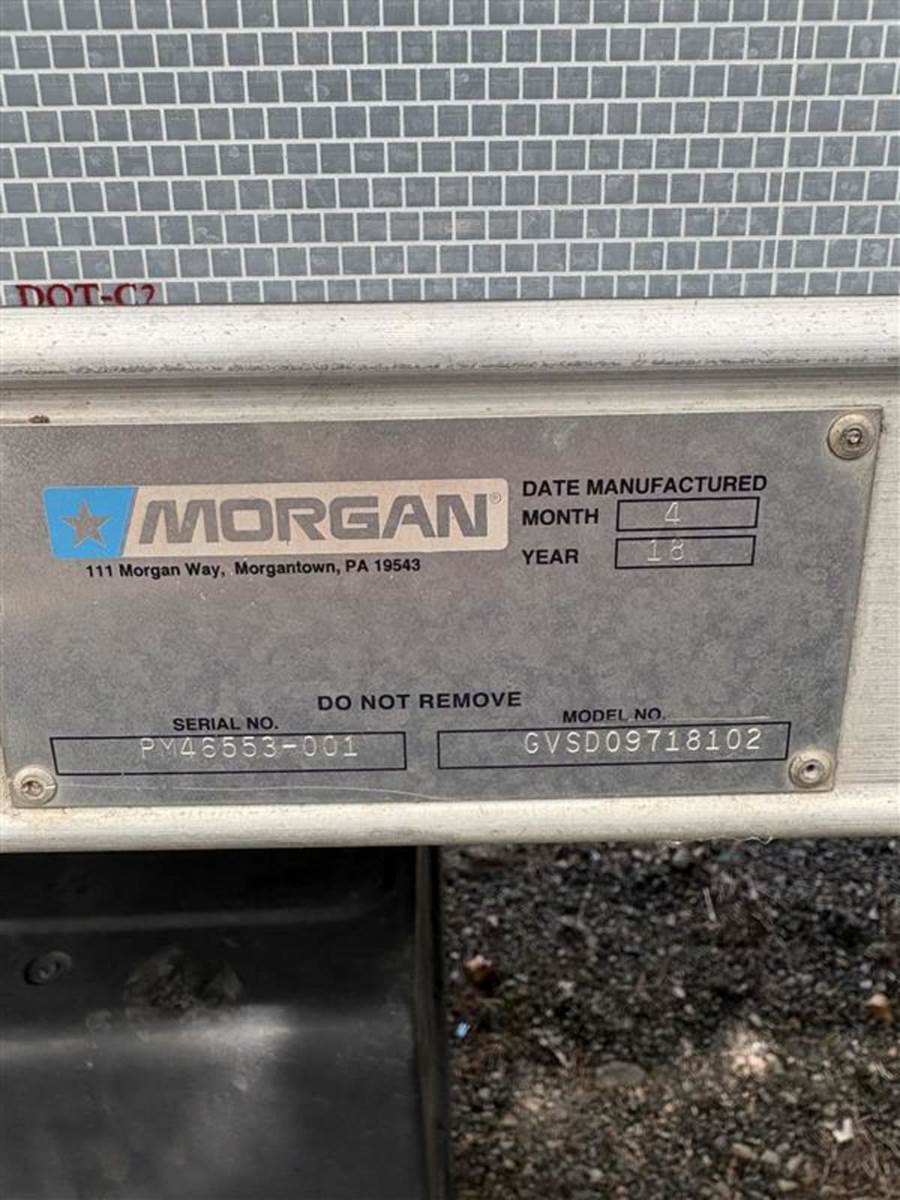 DOT-C2
MORGAN®
111 Morgan Way, Morgantown, PA 19543
DATE MANUFACTURED
MONTH 4
YEAR 18
DO NOT REMOVE
SERIAL NO.
PM46553-001
MODEL NO.
GVSD09718102